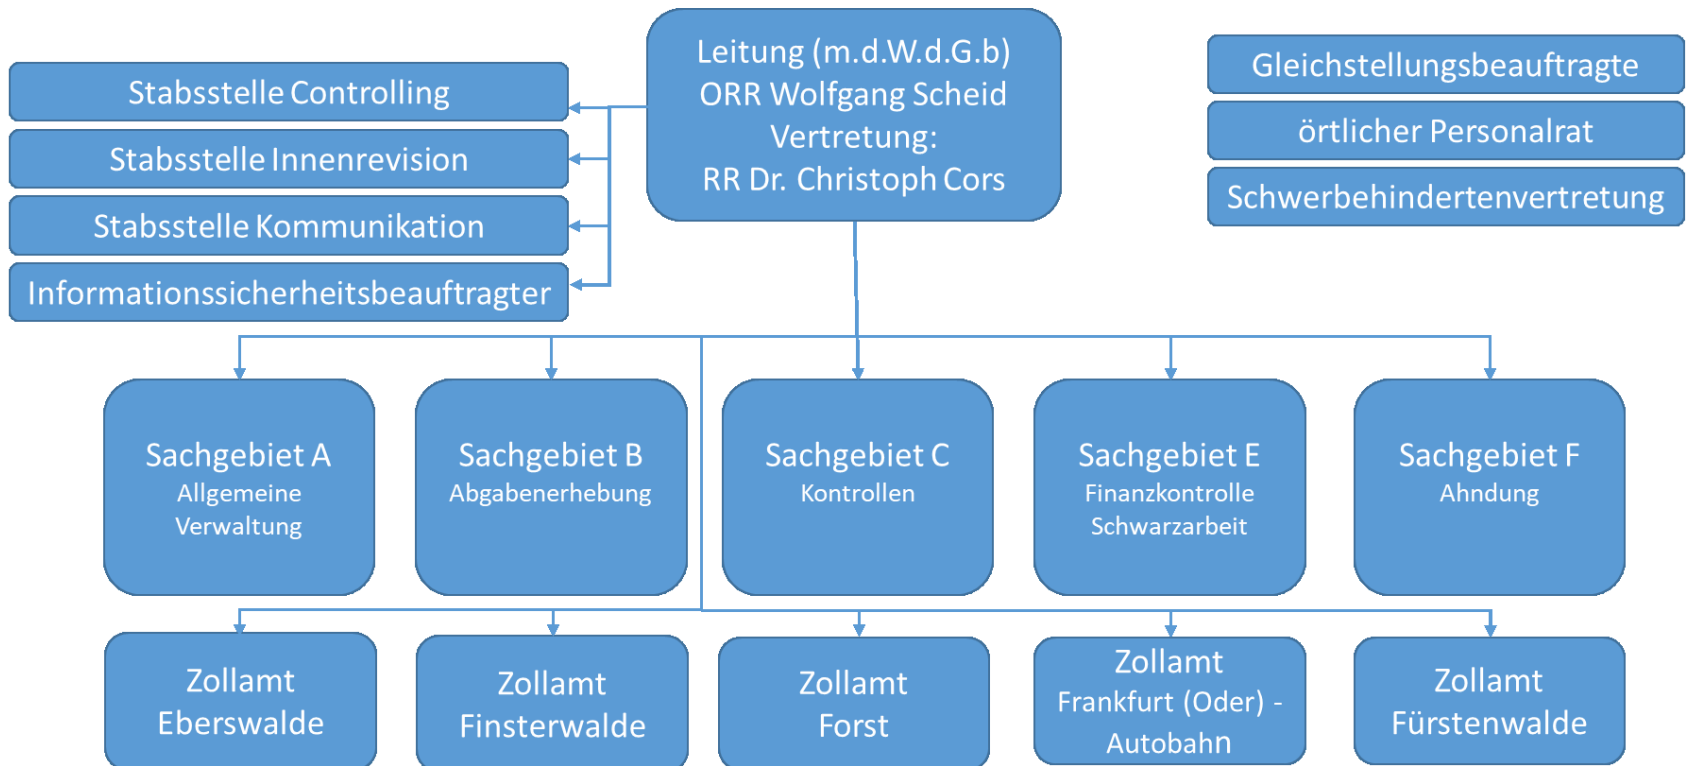 Leitung (m.d.W.d.G.b)
ORR Wolfgang Scheid
Vertretung:
RR Dr. Christoph Cors
Stabsstelle Controlling
Stabsstelle Innenrevision
Stabsstelle Kommunikation
Informationssicherheitsbeauftragter
Gleichstellungsbeauftragte
örtlicher Personalrat
Schwerbehindertenvertretung
Sachgebiet A
Allgemeine
Verwaltung
Sachgebiet B
Abgabenerhebung
Sachgebiet C
Kontrollen
Sachgebiet E
Finanzkontrolle
Schwarzarbeit
Sachgebiet F
Ahndung
Zollamt
Eberswalde
Zollamt
Finsterwalde
Zollamt
Forst
Zollamt
Frankfurt (Oder) -
Autobahn
Zollamt
Fürstenwalde